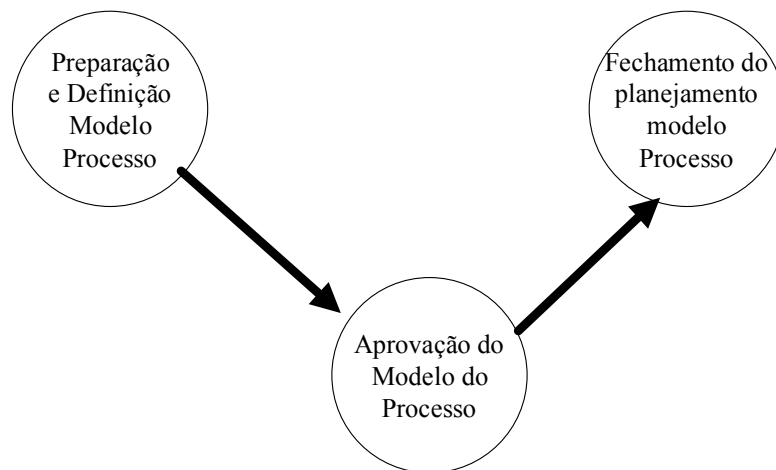 Preparação
e Definição
Modelo
Processo
Fechamento do
planejamento
modelo
Processo
Aprovação do
Modelo do
Processo